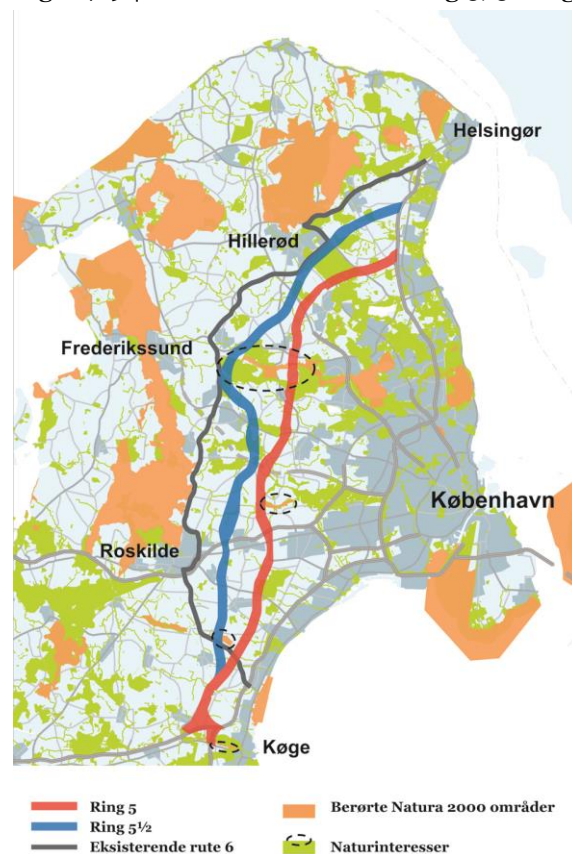 Helsingør
Hillerød
Frederikssund
København
Roskilde
Køge
Ring 5
Ring 5½
Eksisterende rute 6
Berørte Natura 2000 områder
Naturinteresser